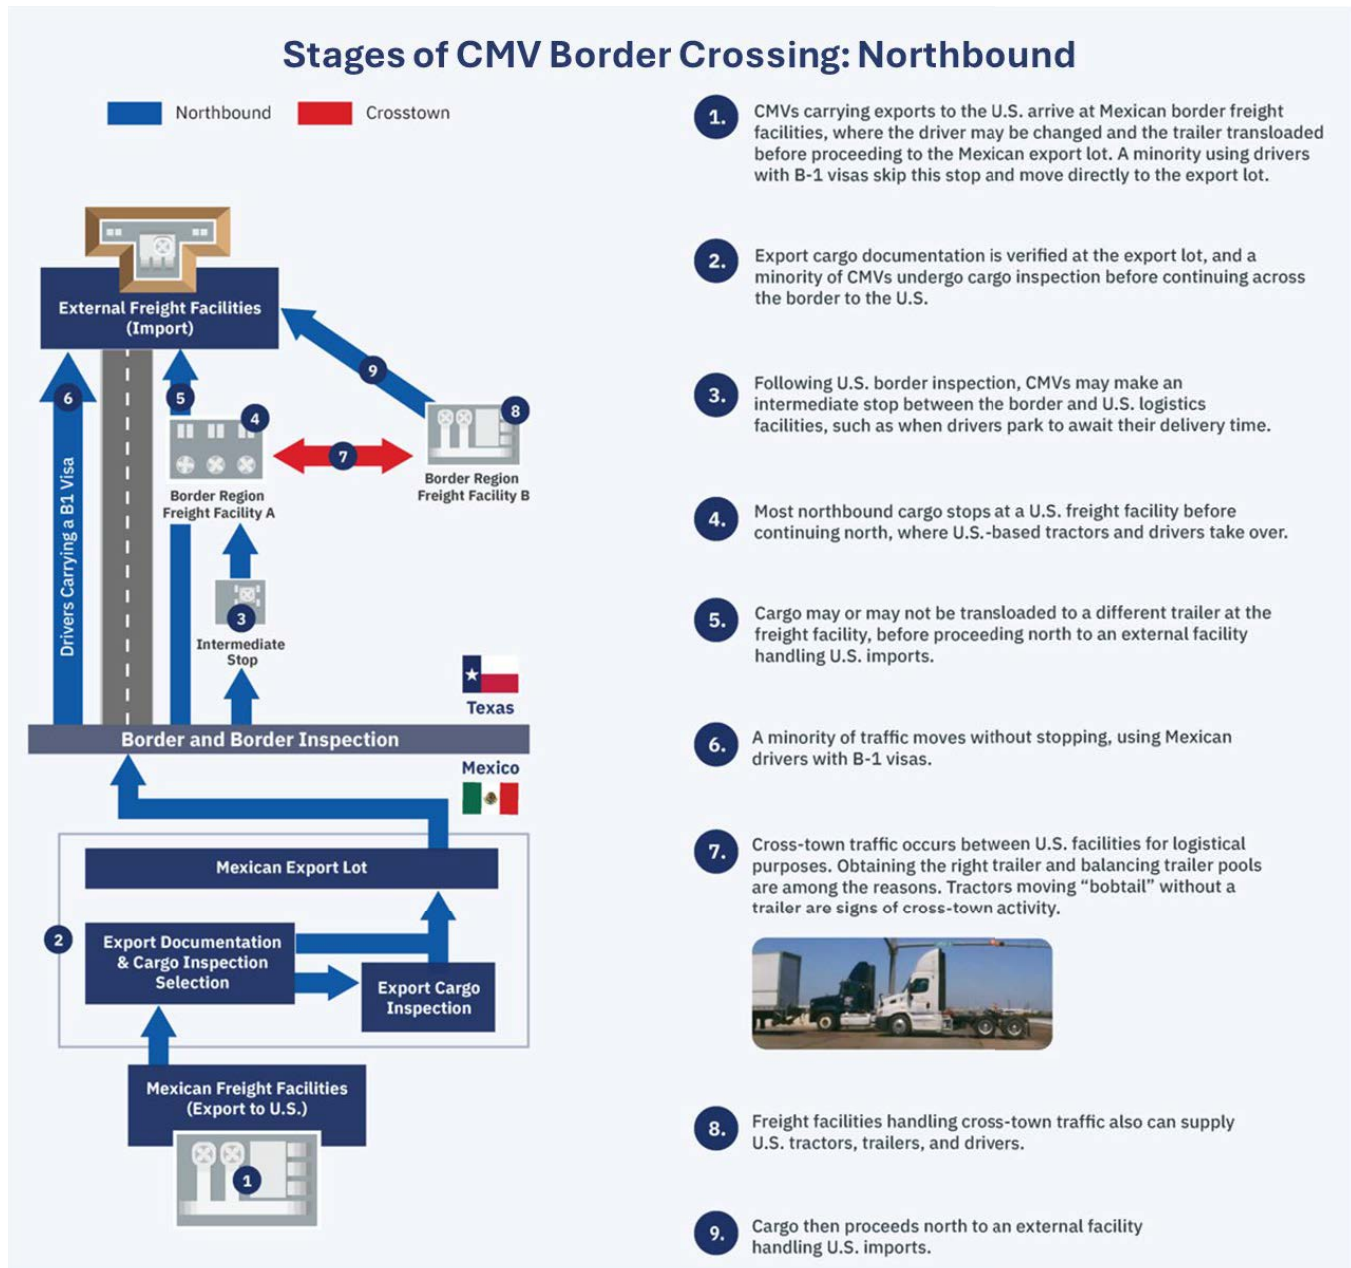 Stages of CMV Border Crossing: Northbound
Northbound
Crosstown
External Freight Facilities
(Import)
6
5
9
4
8
7
Border Region
Freight Facility A
Border Region
Freight Facility B
Drivers Carrying a B1 Visa
3
Intermediate
Stop
Texas
Border and Border Inspection
Mexico
Mexican Export Lot
2
Export Documentation
& Cargo Inspection
Selection
Export Cargo
Inspection
Mexican Freight Facilities
(Export to U.S.)
1
1.
CMVs carrying exports to the U.S. arrive at Mexican border freight
facilities, where the driver may be changed and the trailer transloaded
before proceeding to the Mexican export lot. A minority using drivers
with B-1 visas skip this stop and move directly to the export lot.
2.
Export cargo documentation is verified at the export lot, and a
minority of CMVs undergo cargo inspection before continuing across
the border to the U.S.
3.
Following U.S. border inspection, CMVs may make an
intermediate stop between the border and U.S. logistics
facilities, such as when drivers park to await their delivery time.
4.
Most northbound cargo stops at a U.S. freight facility before
continuing north, where U.S.-based tractors and drivers take over.
5.
Cargo may or may not be transloaded to a different trailer at the
freight facility, before proceeding north to an external facility
handling U.S. imports.
6.
A minority of traffic moves without stopping, using Mexican
drivers with B-1 visas.
7.
Cross-town traffic occurs between U.S. facilities for logistical
purposes. Obtaining the right trailer and balancing trailer pools
are among the reasons. Tractors moving “bobtail” without a
trailer are signs of cross-town activity.
8.
Freight facilities handling cross-town traffic also can supply
U.S. tractors, trailers, and drivers.
9.
Cargo then proceeds north to an external facility
handling U.S. imports.